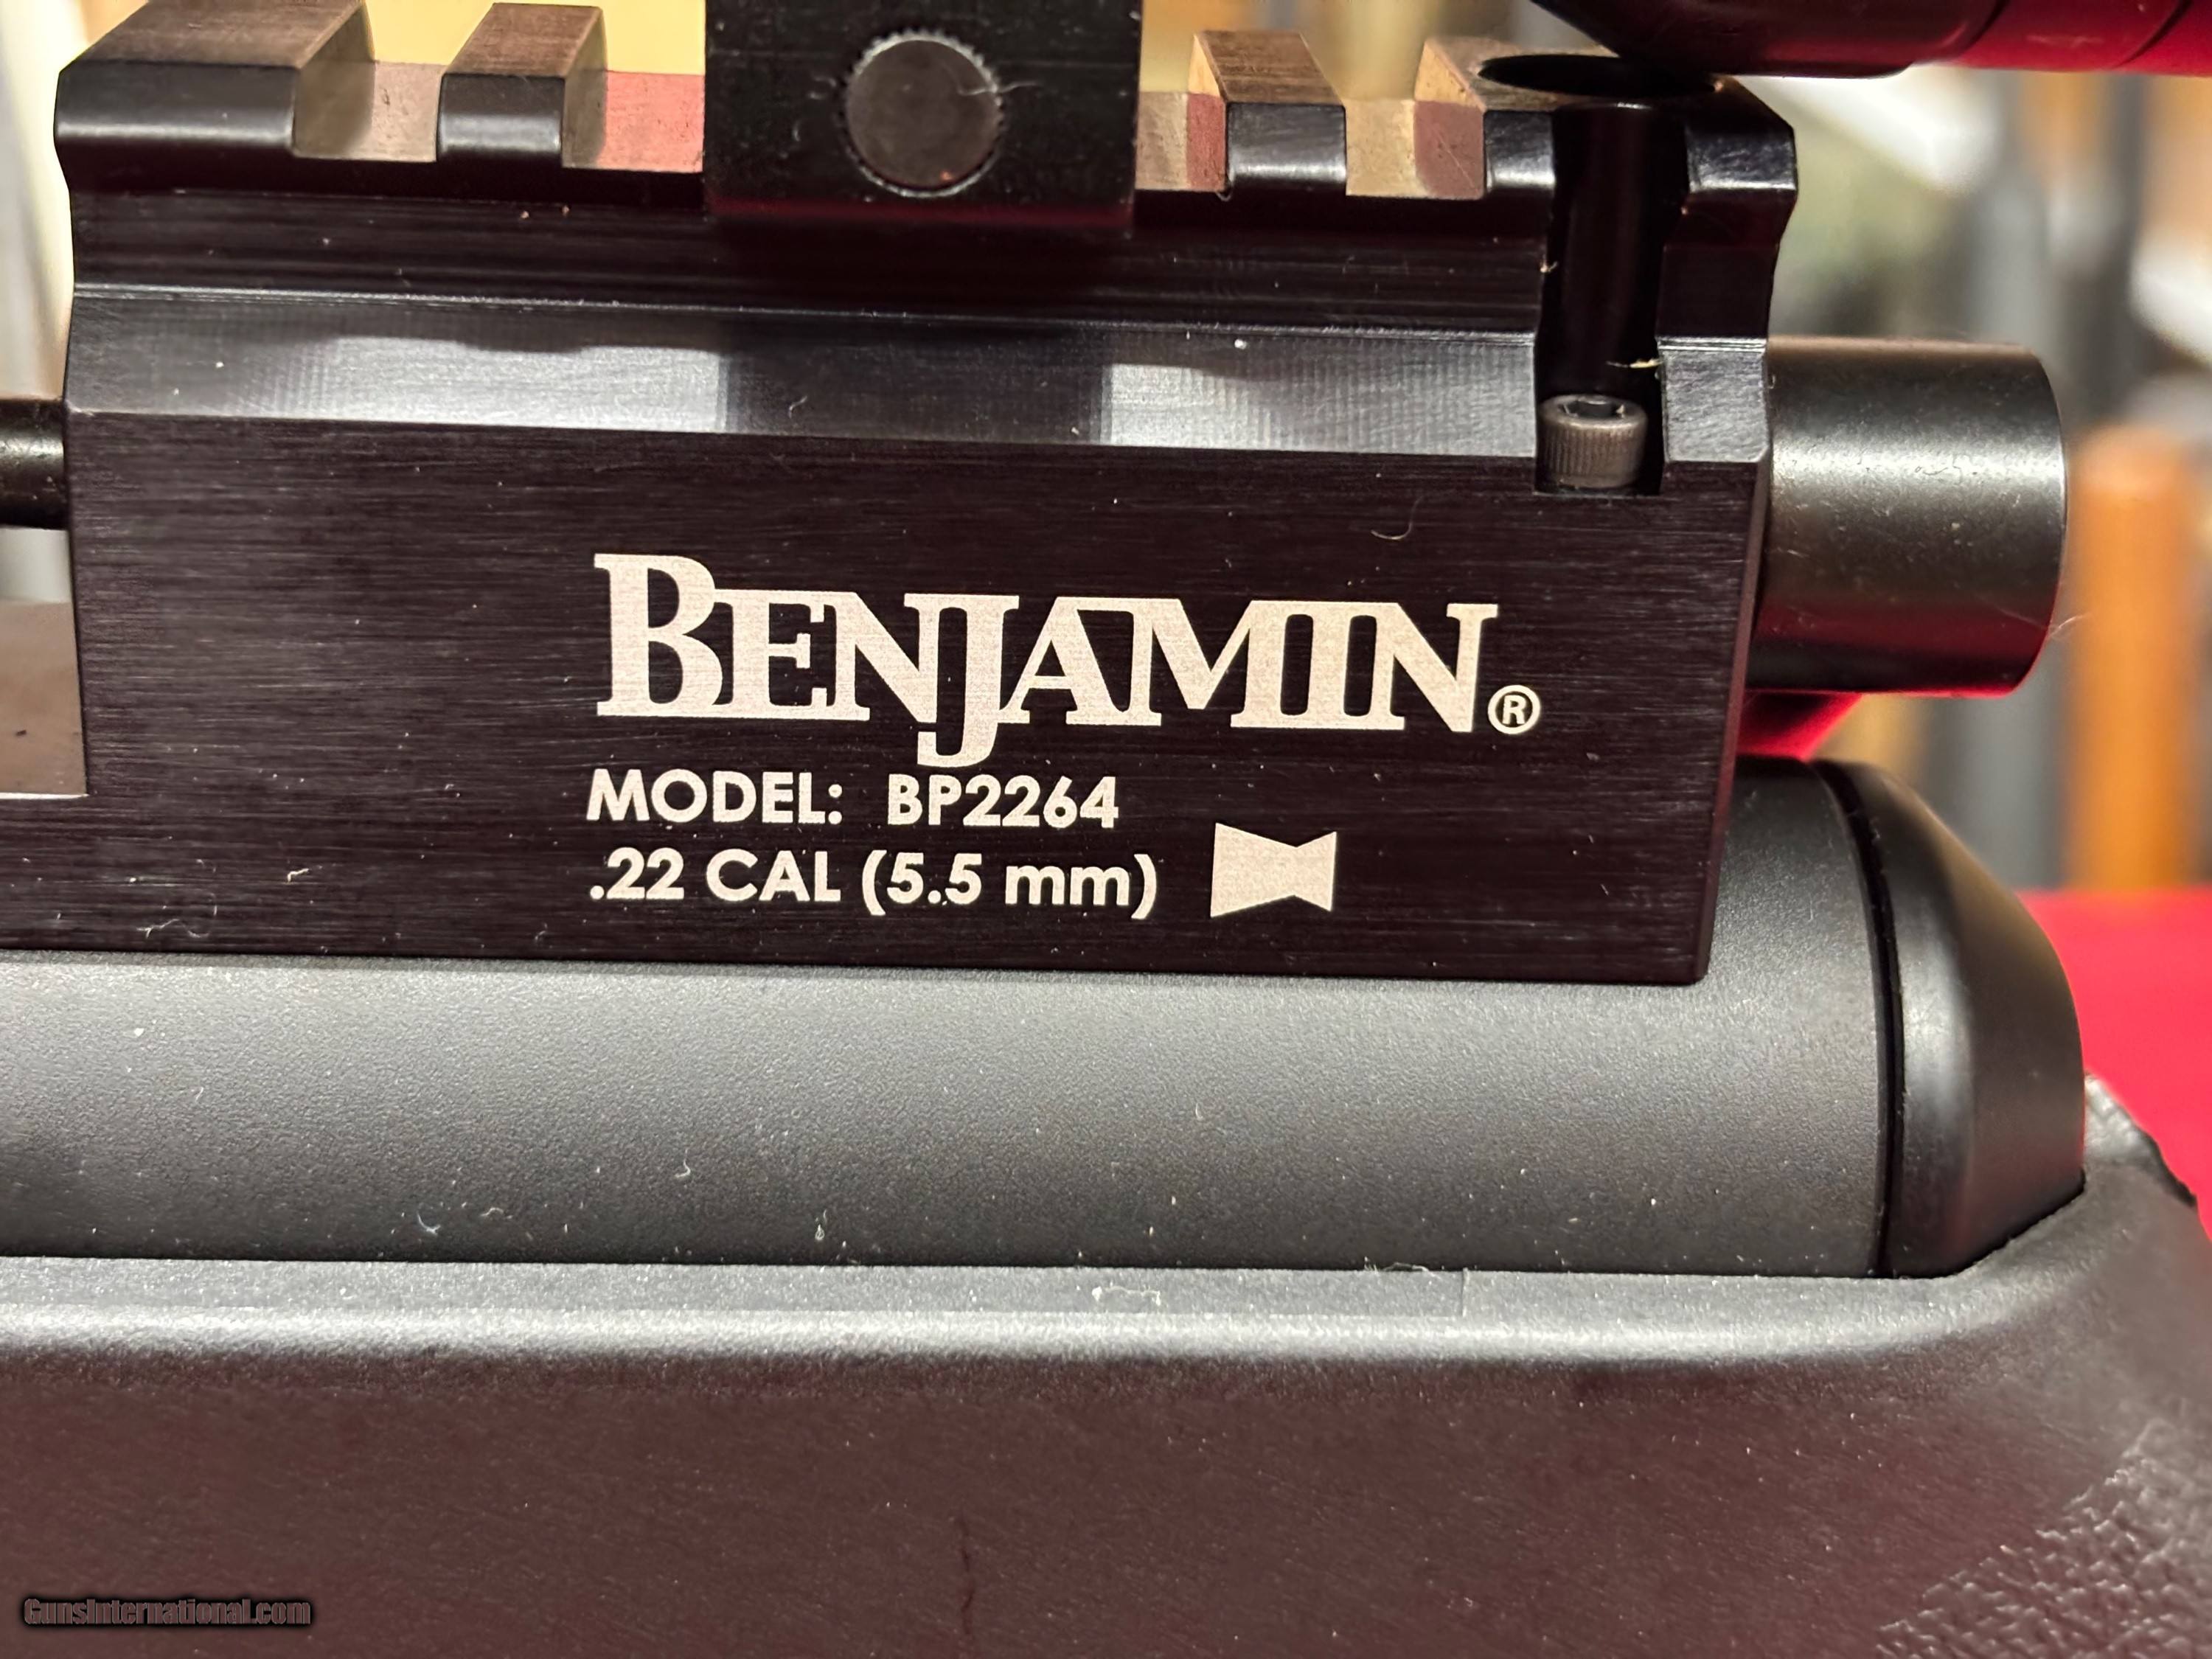 BENJAMIN®
MODEL: BP2264
.22 CAL (5.5 mm)
GunsInternational.com